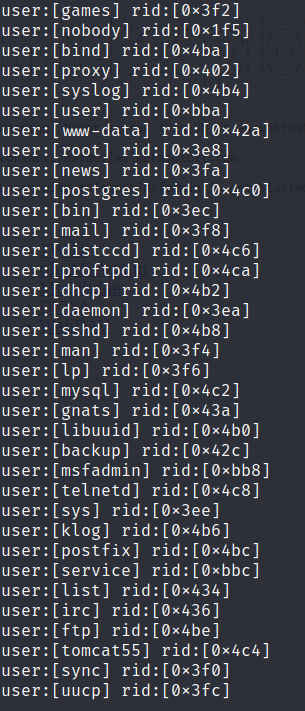 user:[games] rid:[0×3f2]
user:[nobody] rid:[0×1f5]
user:[bind] rid:[0×4ba]
user:[proxy] rid:[0×402]
user:[syslog] rid:[0×4b4]
user:[user] rid:[0×bba]
user:[www-data] rid:[0×42a]
user:[root] rid:[0×3e8]
user:[news] rid:[0×3fa]
user:[postgres] rid:[0×4c0]
user:[bin] rid:[0×3ec]
user:[mail] rid:[0×3f8]
user:[distccd] rid:[0×4c6]
user:[proftpd] rid:[0×4ca]
user:[dhcp] rid:[0×4b2]
user:[daemon] rid:[0×3ea]
user:[sshd] rid:[0×4b8]
user:[man] rid:[0×3f4]
user:[lp] rid:[0×3f6]
user:[mysql] rid:[0×4c2]
user:[gnats] rid:[0×43a]
user:[libuuid] rid:[0×4b0]
user:[backup] rid:[0×42c]
user:[msfadmin] rid:[0×bb8]
user:[telnetd] rid:[0×4c8]
user:[sys] rid:[0×3ee]
user:[klog] rid:[0×4b6]
user:[postfix] rid:[0×4bc]
user:[service] rid:[0×bbc]
user:[list] rid:[0×434]
user:[irc] rid:[0×436]
user:[ftp] rid:[0×4be]
user:[tomcat55] rid:[0×4c4]
user:[sync] rid:[0×3f0]
user:[uucp] rid:[0×3fc]